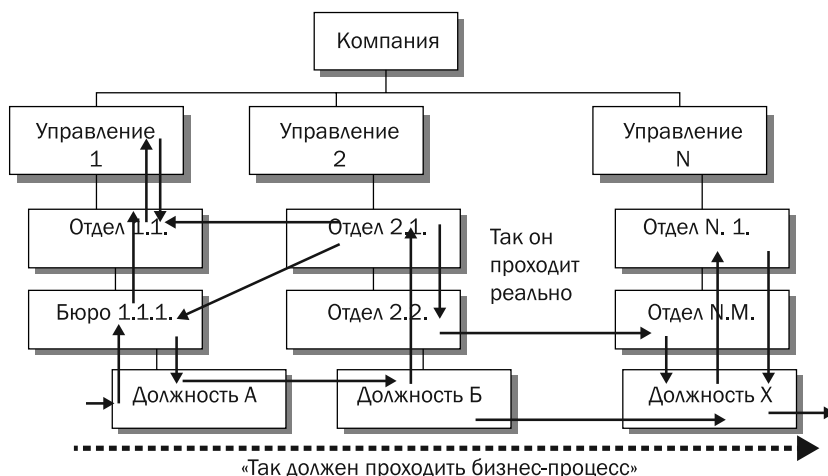 Компания
Управление
1
Управление
2
Управление
N
Отдел 1.1.
Отдел 2.1.
Отдел N. 1.
Так он
проходит
реально
Бюро 1.1.1.
Отдел 2.2.
Отдел N.M.
Должность А
Должность Б
Должность X
«Так должен проходить бизнес-процесс»